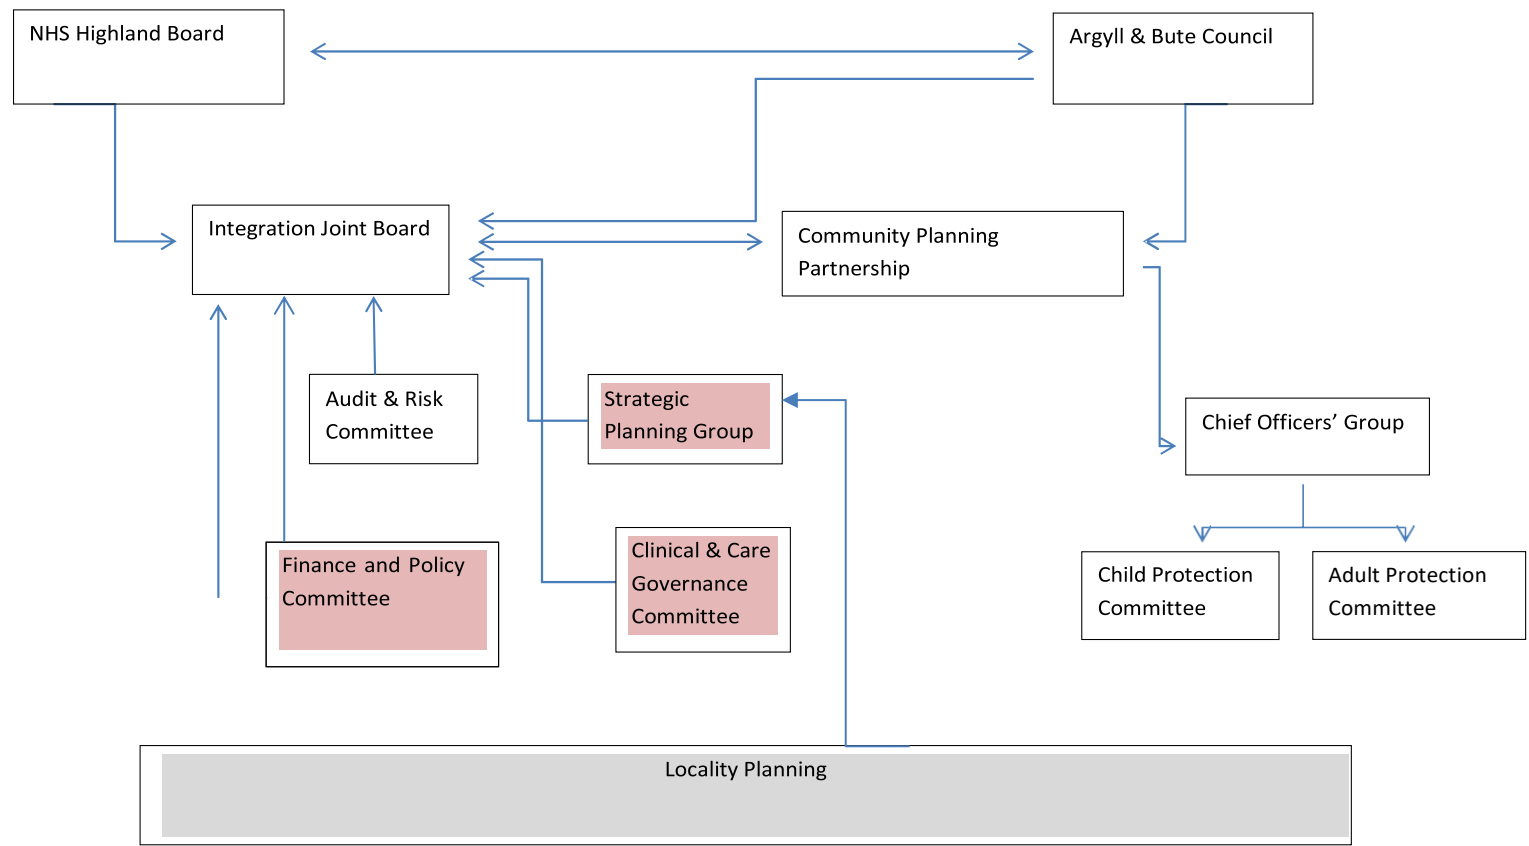 NHS Highland Board
Argyll & Bute Council
Integration Joint Board
Community Planning
Partnership
Audit & Risk
Committee
Strategic
Planning Group
Chief Officers’ Group
Finance and Policy
Committee
Clinical & Care
Governance
Committee
Child Protection
Committee
Adult Protection
Committee
Locality Planning